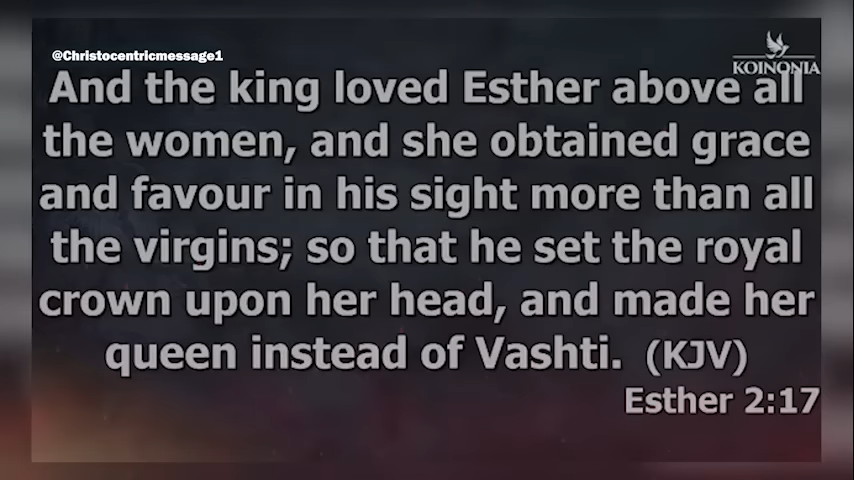 @Christocentricmessage1
KOINONIA
And the king loved Esther above all
the women, and she obtained grace
and favour in his sight more than all
the virgins; so that he set the royal
crown upon her head, and made her
queen instead of Vashti. (KJV)
Esther 2:17